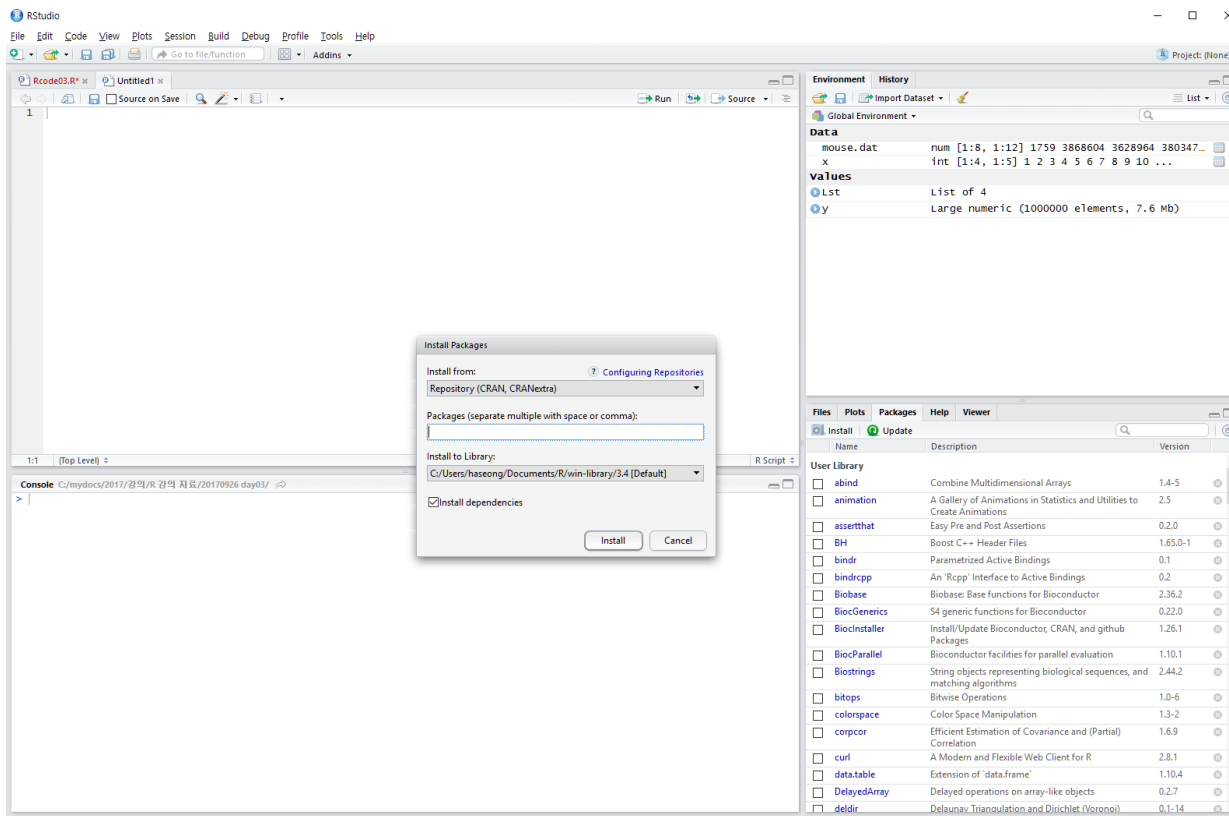 RStudio
File Edit Code View Plots Session Build Debug Profile Tools Help
Go to file/function Addins Project: (None)
Rcode03.R* Untitled1
Source on Save Run Source
1
1:1 (Top Level) R Script
Console C:/mydocs/2017/강의/R 강의 자료/20170926 day03/
>
Install Packages
Install from: ? Configuring Repositories
Repository (CRAN, CRANextra)
Packages (separate multiple with space or comma):
Install to Library:
C:/Users/haseong/Documents/R/win-library/3.4 [Default]
Install dependencies
Install Cancel
Environment History
Import Dataset List
Global Environment
Data
mouse.dat num [1:8, 1:12] 1759 3868604 3628964 380347…
x int [1:4, 1:5] 1 2 3 4 5 6 7 8 9 10 ...
Values
Lst List of 4
y Large numeric (1000000 elements, 7.6 Mb)
Files Plots Packages Help Viewer
Install Update
Name Description Version
User Library
abind Combine Multidimensional Arrays 1.4-5
animation A Gallery of Animations in Statistics and Utilities to 2.5
Create Animations
assertthat Easy Pre and Post Assertions 0.2.0
BH Boost C++ Header Files 1.65.0-1
bindr Parametrized Active Bindings 0.1
bindrcpp An 'Rcpp' Interface to Active Bindings 0.2
Biobase Biobase: Base functions for Bioconductor 2.36.2
BiocGenerics S4 generic functions for Bioconductor 0.22.0
BiocInstaller Install/Update Bioconductor, CRAN, and github 1.26.1
Packages
BiocParallel Bioconductor facilities for parallel evaluation 1.10.1
Biostrings String objects representing biological sequences, and 2.44.2
matching algorithms
bitops Bitwise Operations 1.0-6
colorspace Color Space Manipulation 1.3-2
corpcor Efficient Estimation of Covariance and (Partial) 1.6.9
Correlation
curl A Modern and Flexible Web Client for R 2.8.1
data.table Extension of `data.frame` 1.10.4
DelayedArray Delayed operations on array-like objects 0.2.7
deldir Delaunay Triangulation and Dirichlet (Voronoi) 0.1-14